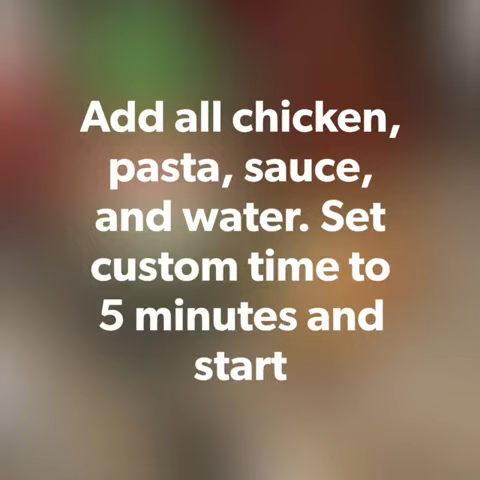 Add all chicken,
pasta, sauce,
and water. Set
custom time to
5 minutes and
start